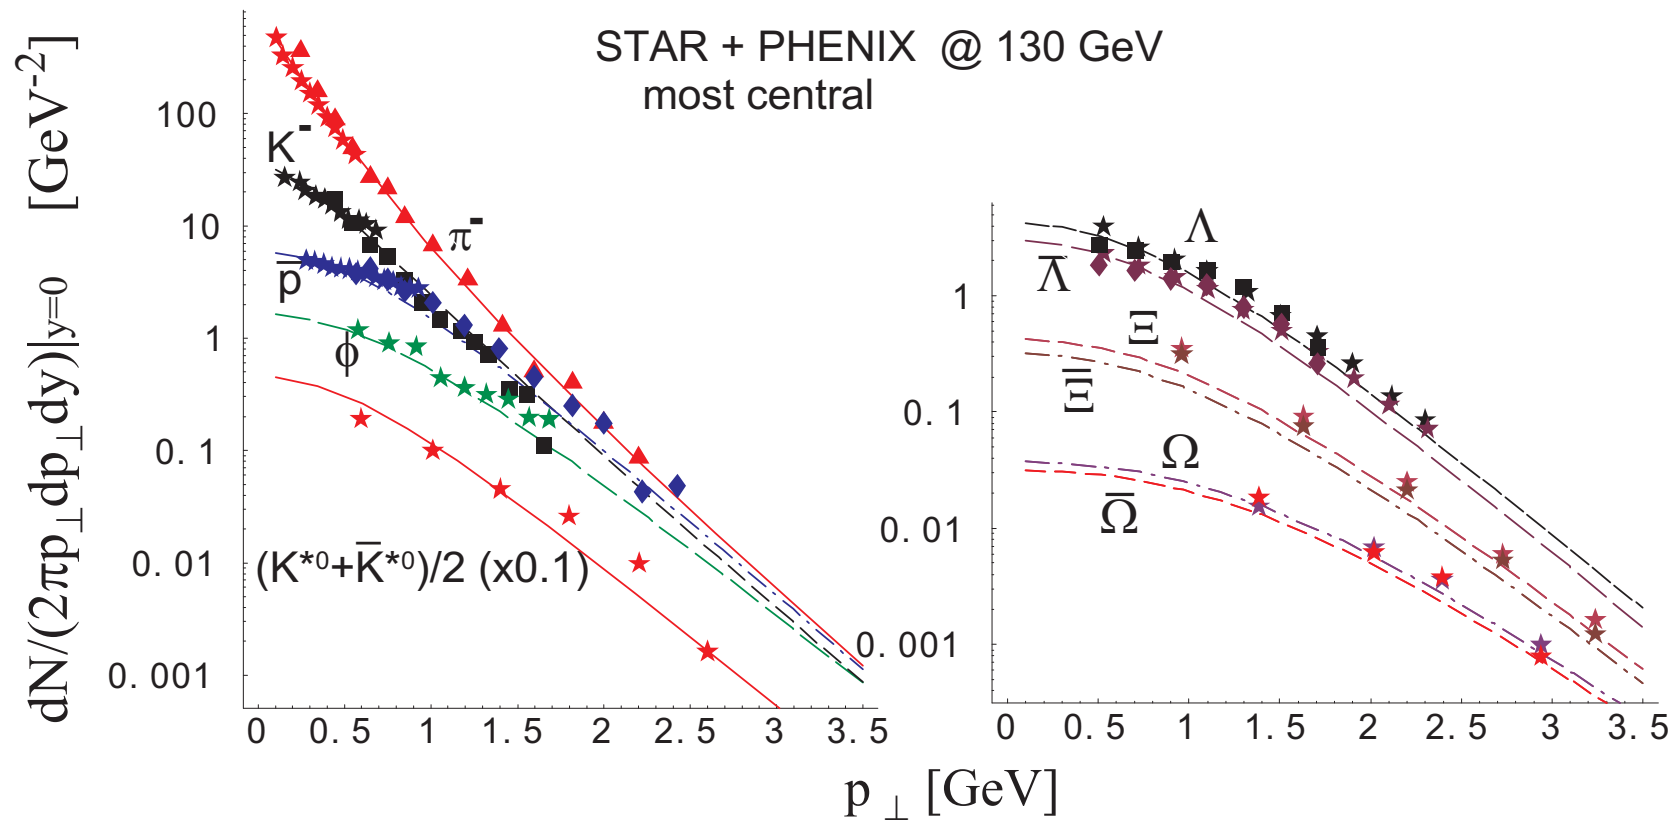 STAR + PHENIX @ 130 GeV
most central
dN/(2πp⊥dp⊥dy)|y=0 [GeV-2]
100
10
1
0.1
0.01
0.001
K-
π-
p̅
ϕ
(K*0+K̅*0)/2 (x0.1)
0 0.5 1 1.5 2 2.5 3 3.5
1
0.1
0.01
0.001
Λ
Λ̅
Ξ
Ξ̅
Ω
Ω̅
0 0.5 1 1.5 2 2.5 3 3.5
p⊥ [GeV]